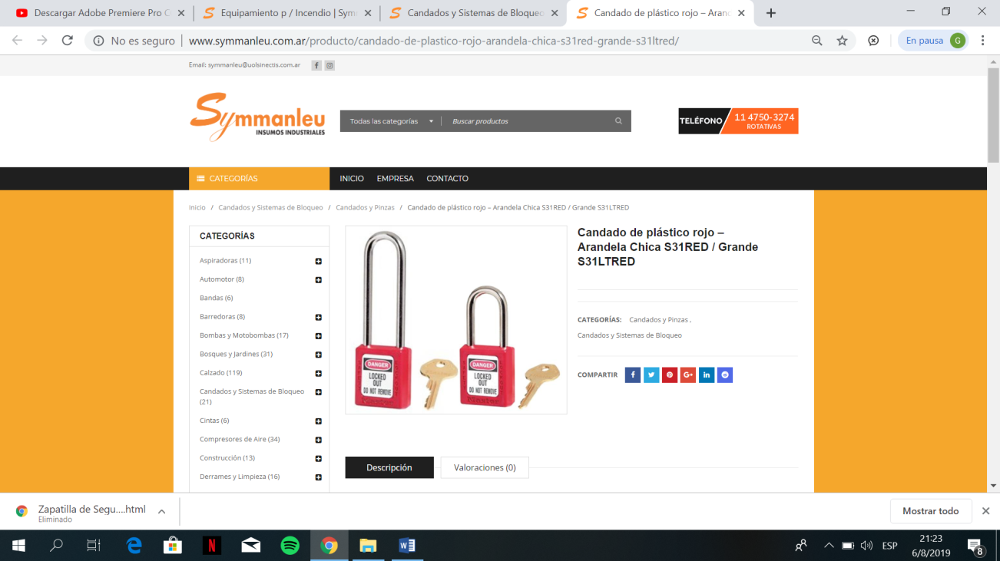 Descargar Adobe Premiere Pro C
Equipamiento p / Incendio | Sym
Candados y Sistemas de Bloqueo
Candado de plástico rojo – Aran
No es seguro | www.symmanleu.com.ar/producto/candado-de-plastico-rojo-arandela-chica-s31red-grande-s31ltred/
En pausa G
Email: symmanleu@uolsinectis.com.ar
Symmanleu
INSUMOS INDUSTRIALES
Todas las categorías
Buscar productos
TELÉFONO
11 4750-3274
ROTATIVAS
CATEGORÍAS
INICIO
EMPRESA
CONTACTO
Inicio / Candados y Sistemas de Bloqueo / Candados y Pinzas / Candado de plástico rojo – Arandela Chica S31RED / Grande S31LTRED
CATEGORÍAS
Aspiradoras (11)
Automotor (8)
Bandas (6)
Barredoras (8)
Bombas y Motobombas (17)
Bosques y Jardines (31)
Calzado (119)
Candados y Sistemas de Bloqueo
(21)
Cintas (6)
Compresores de Aire (34)
Construcción (13)
Derrames y Limpieza (16)
DANGER
LOCKED
OUT
DO NOT REMOVE
DANGER
LOCKED
OUT
DO NOT REMOVE
Candado de plástico rojo –
Arandela Chica S31RED / Grande
S31LTRED
CATEGORÍAS: Candados y Pinzas ,
Candados y Sistemas de Bloqueo
COMPARTIR
Descripción
Valoraciones (0)
Zapatilla de Segu....html
Eliminado
Mostrar todo
ESP
21:23
6/8/2019
8